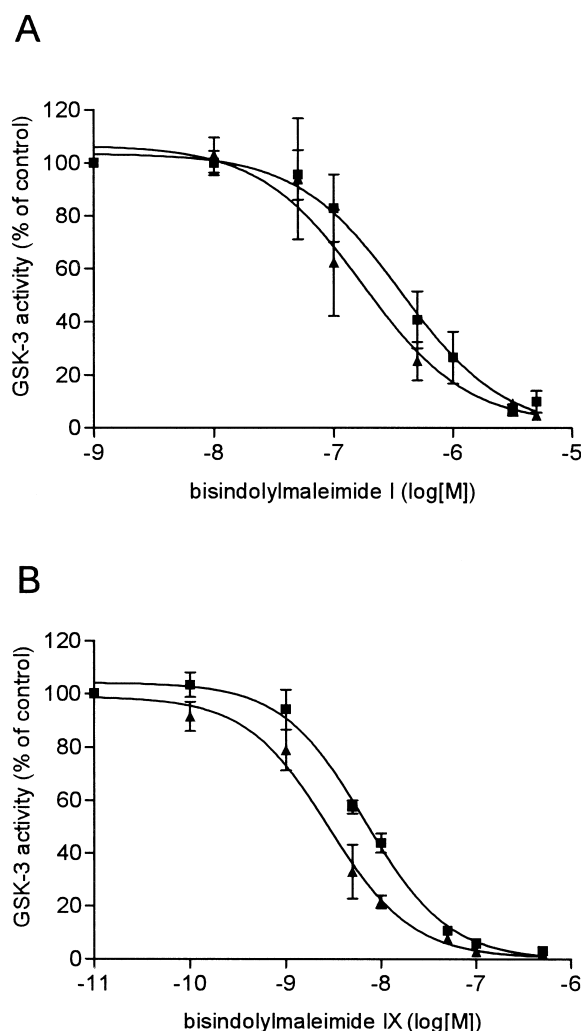 A
120
100
80
60
40
20
0
GSK-3 activity (% of control)
-9 -8 -7 -6 -5
bisindolylmaleimide I (log[M])
B
120
100
80
60
40
20
0
GSK-3 activity (% of control)
-11 -10 -9 -8 -7 -6
bisindolylmaleimide IX (log[M])